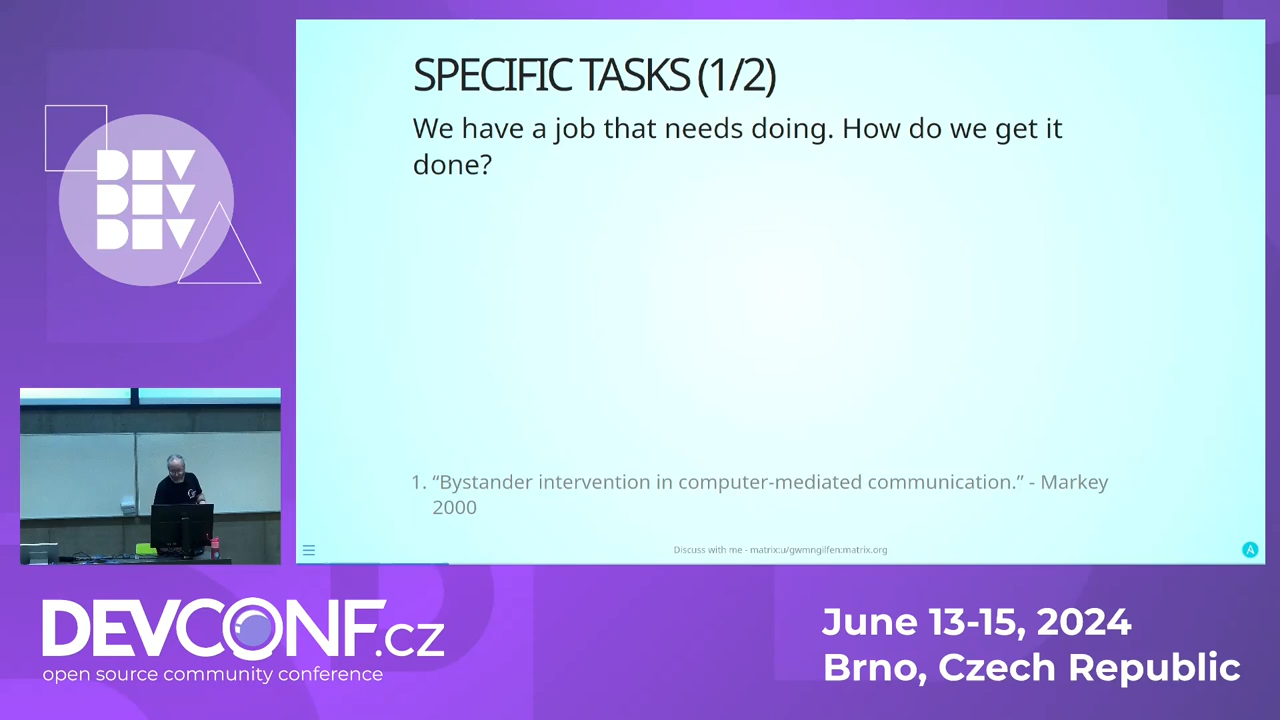 SPECIFIC TASKS (1/2)
We have a job that needs doing. How do we get it
done?
1. “Bystander intervention in computer-mediated communication.” - Markey
2000
Discuss with me - matrix:u/gwmngilfen:matrix.org
A
DEV
DEV
DEV
DEVCONF.cz
open source community conference
June 13-15, 2024
Brno, Czech Republic